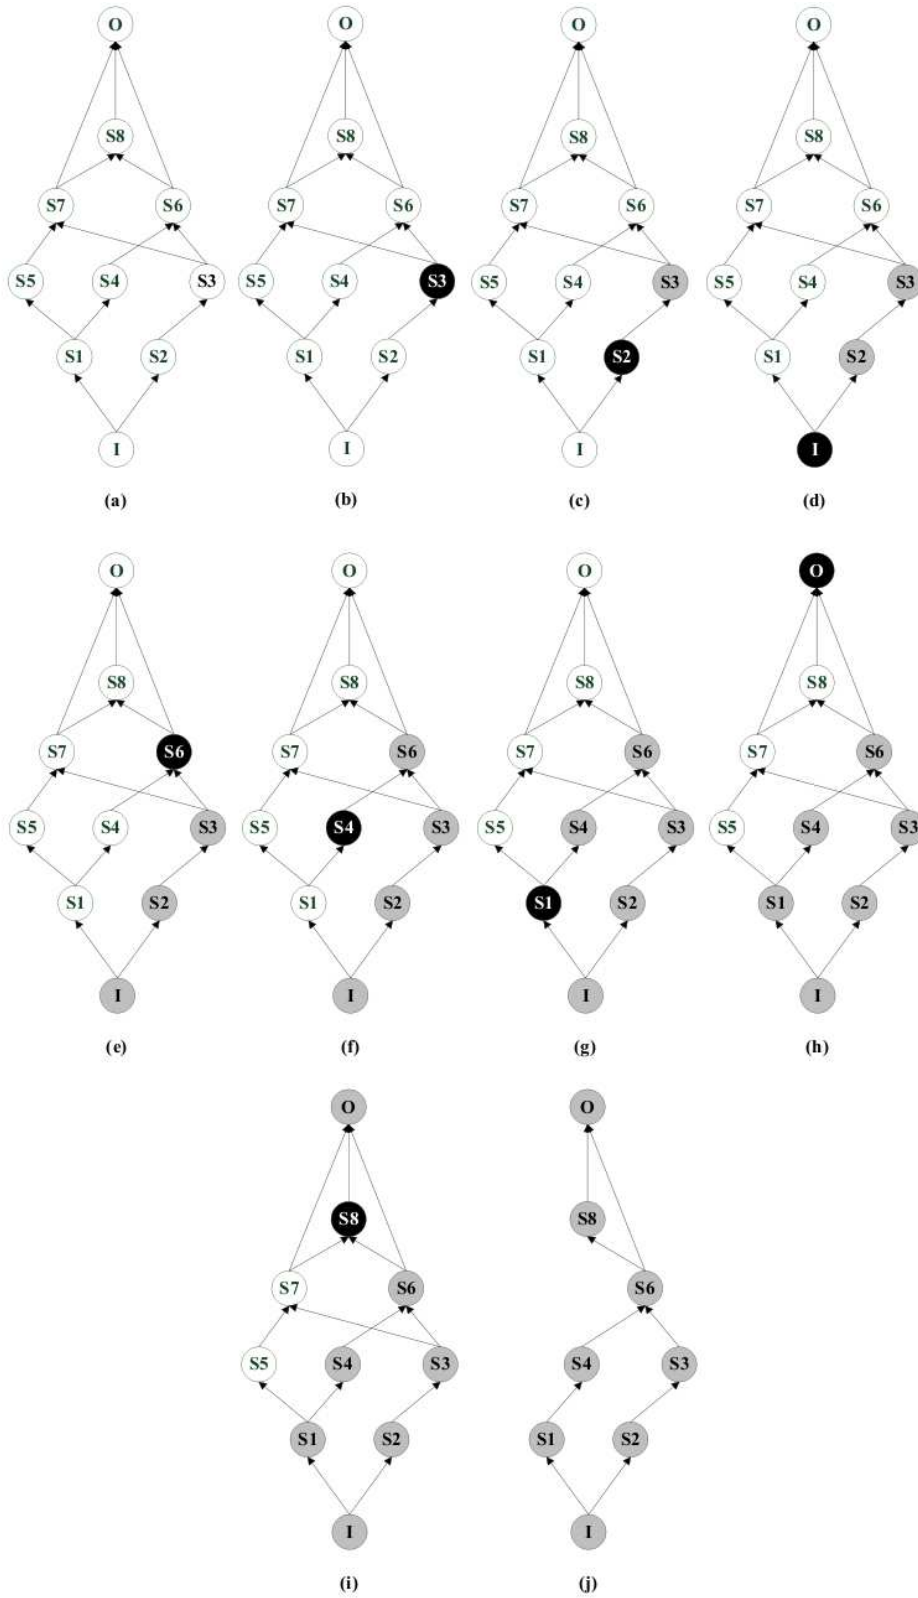 O O O O
S8 S8 S8 S8
S7 S6 S7 S6 S7 S6 S7 S6
S5 S4 S3 S5 S4 S3 S5 S4 S3 S5 S4 S3
S1 S2 S1 S2 S1 S2 S1 S2
I I I I
(a) (b) (c) (d)
O O O O
S8 S8 S8 S8
S7 S6 S7 S6 S7 S6 S7 S6
S5 S4 S3 S5 S4 S3 S5 S4 S3 S5 S4 S3
S1 S2 S1 S2 S1 S2 S1 S2
I I I I
(e) (f) (g) (h)
O O
S8 S8
S7 S6 S6
S5 S4 S3 S4 S3
S1 S2 S1 S2
I I
(i) (j)